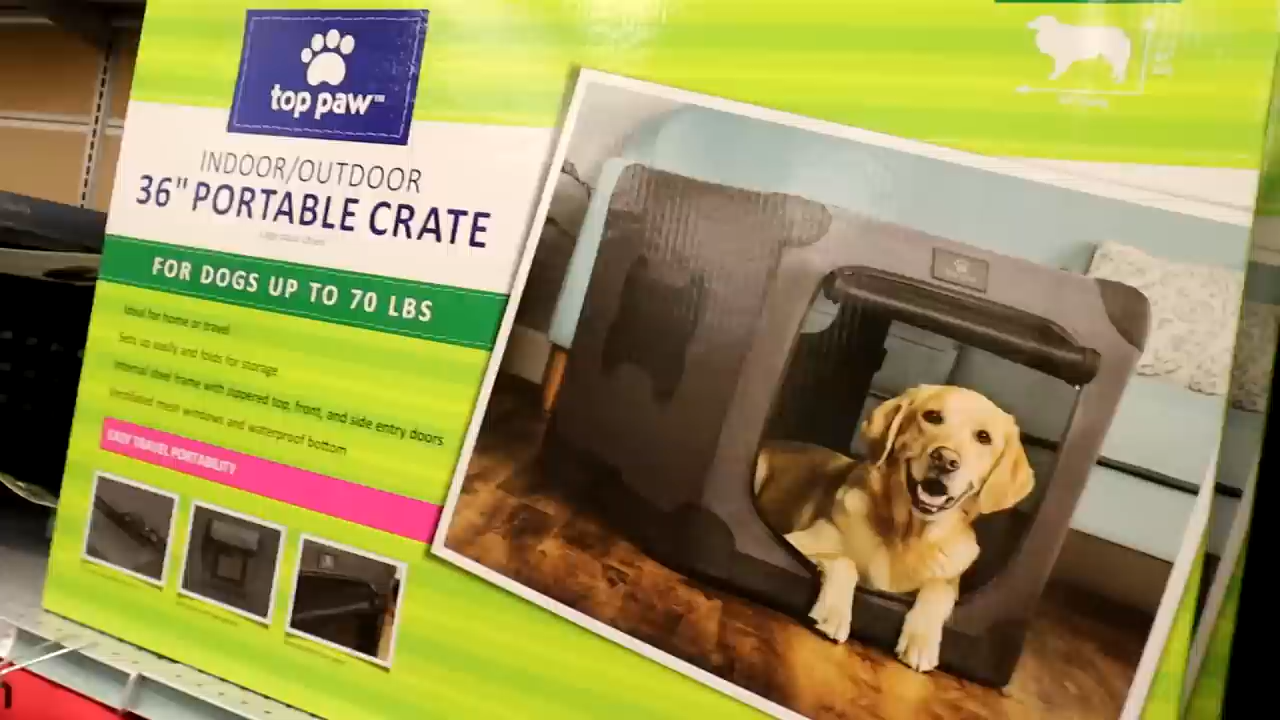 top paw™
INDOOR/OUTDOOR
36" PORTABLE CRATE
FOR DOGS UP TO 70 LBS
Ideal for home or travel
Sets up easily and folds for storage
Internal steel frame with zippered top, front, and side entry doors
Ventilated mesh windows and waterproof bottom
EASY TRAVEL PORTABILITY